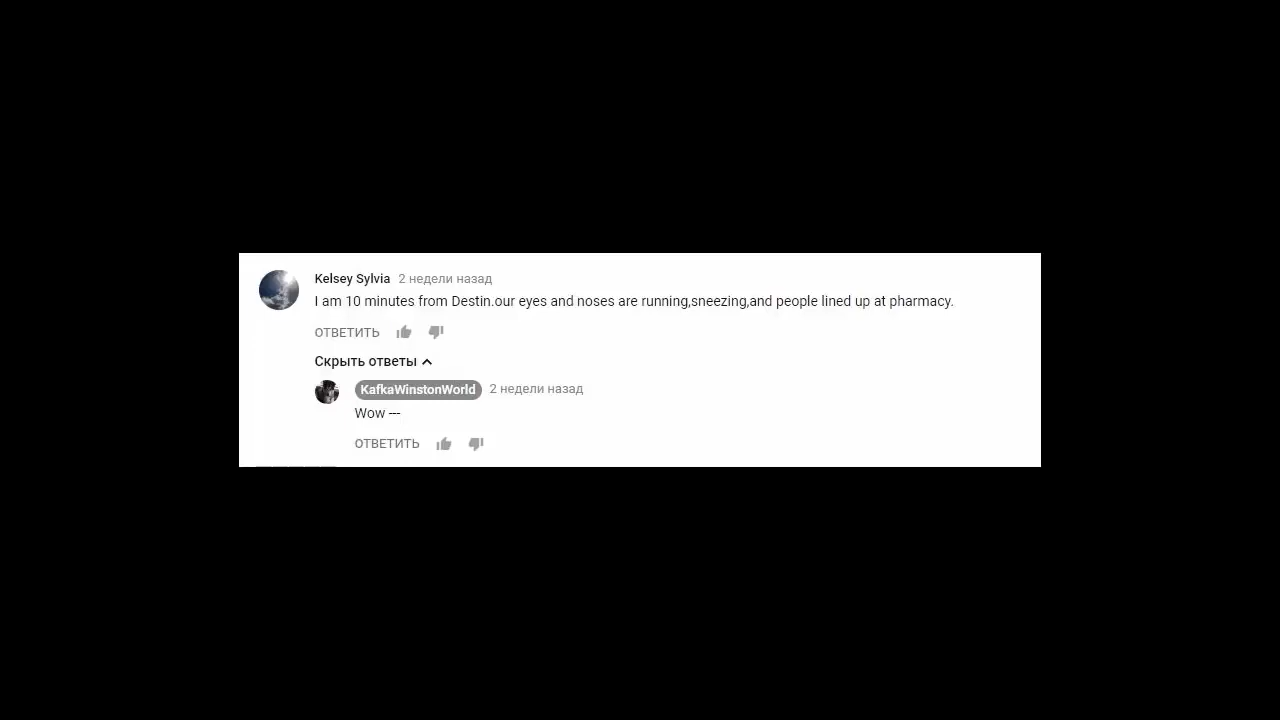 Kelsey Sylvia 2 недели назад
I am 10 minutes from Destin.our eyes and noses are running,sneezing,and people lined up at pharmacy.
ОТВЕТИТЬ
Скрыть ответы
KafkaWinstonWorld 2 недели назад
Wow ---
ОТВЕТИТЬ